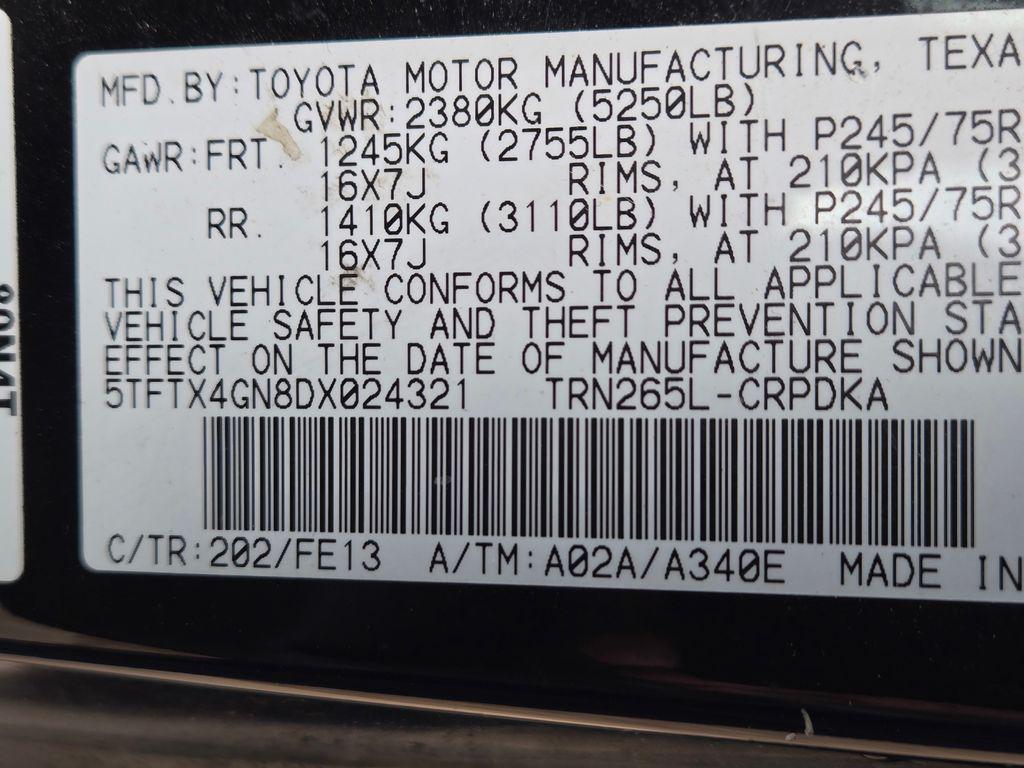 MFD. BY: TOYOTA MOTOR MANUFACTURING, TEXA
GVWR: 2380KG (5250LB)
GAWR: FRT. 1245KG (2755LB) WITH P245/75R
16X7J RIMS, AT 210KPA (3
RR. 1410KG (3110LB) WITH P245/75R
16X7J RIMS, AT 210KPA (3
THIS VEHICLE CONFORMS TO ALL APPLICABLE
VEHICLE SAFETY AND THEFT PREVENTION STA
EFFECT ON THE DATE OF MANUFACTURE SHOWN
5TFTX4GN8DX024321 TRN265L-CRPDKA
C/TR: 202/FE13 A/TM: A02A/A340E MADE IN